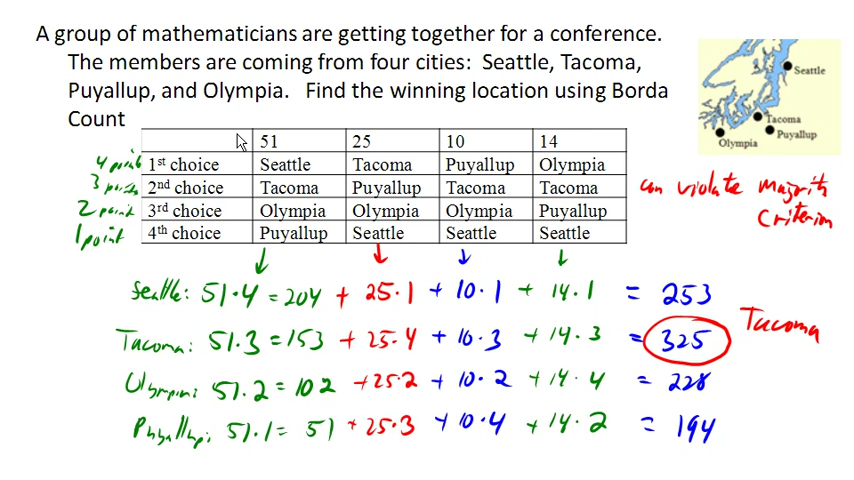 A group of mathematicians are getting together for a conference.
The members are coming from four cities: Seattle, Tacoma,
Puyallup, and Olympia. Find the winning location using Borda
Count
Seattle
Tacoma
Puyallup
Olympia
51 25 10 14
4 point 1st choice Seattle Tacoma Puyallup Olympia
3 points 2nd choice Tacoma Puyallup Tacoma Tacoma
2 point 3rd choice Olympia Olympia Olympia Puyallup
1 point 4th choice Puyallup Seattle Seattle Seattle
can violate majority
criterion
Seattle: 51·4 = 204 + 25·1 + 10·1 + 14·1 = 253
Tacoma: 51·3 = 153 + 25·4 + 10·3 + 14·3 = 325 Tacoma
Olympia: 51·2 = 102 + 25·2 + 10·2 + 14·4 = 228
Puyallup: 51·1 = 51 + 25·3 + 10·4 + 14·2 = 194